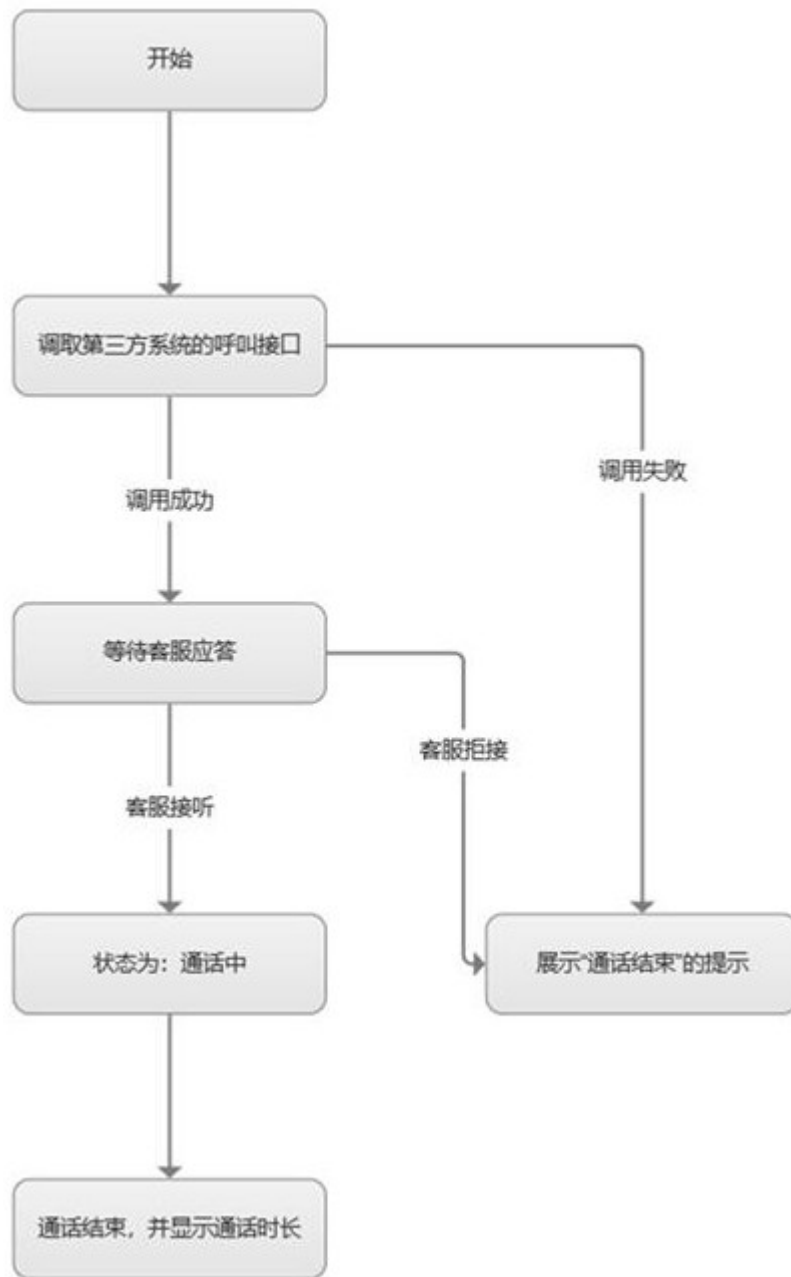 开始
调取第三方系统的呼叫接口
调用失败
调用成功
等待客服应答
客服拒接
客服接听
状态为：通话中
展示“通话结束”的提示
通话结束，并显示通话时长